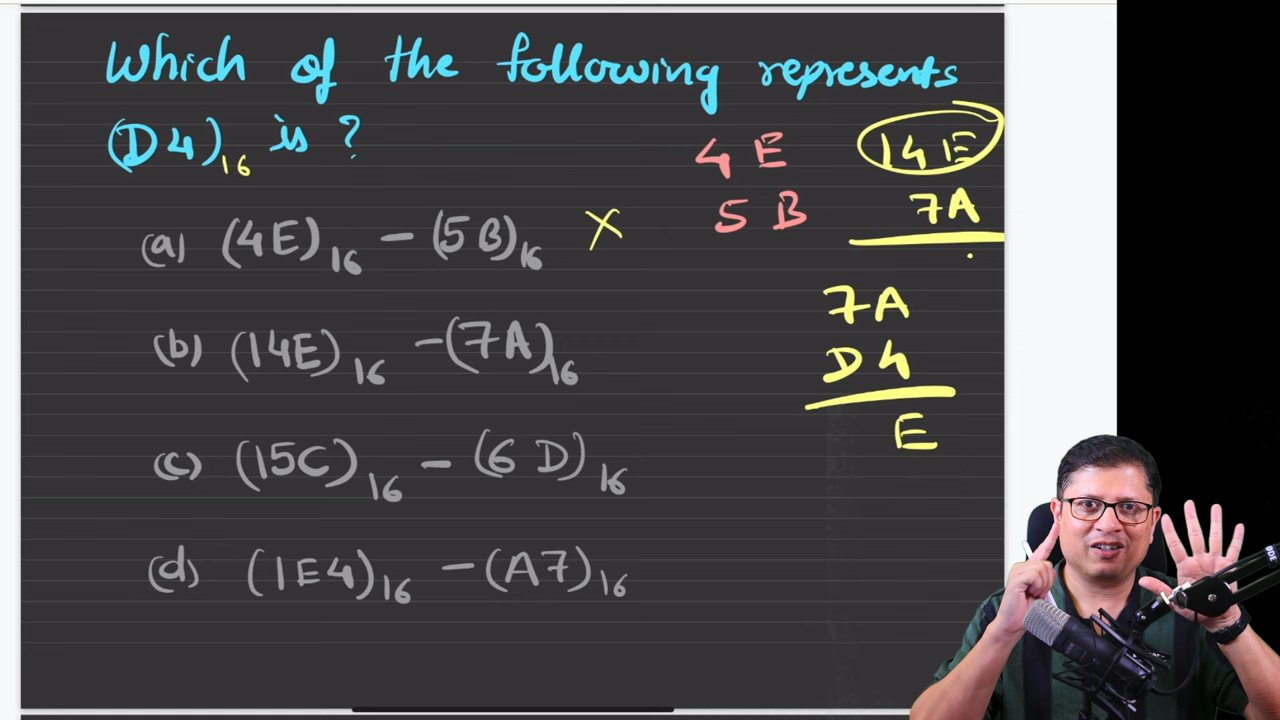 Which of the following represents
(D4)₁₆ is ?
4 E
5 B
14E
7A
(a) (4E)₁₆ − (5B)₁₆ ×
7A
D4
E
(b) (14E)₁₆ −(7A)₁₆
(c) (15C)₁₆ − (6D)₁₆
(d) (1E4)₁₆ −(A7)₁₆